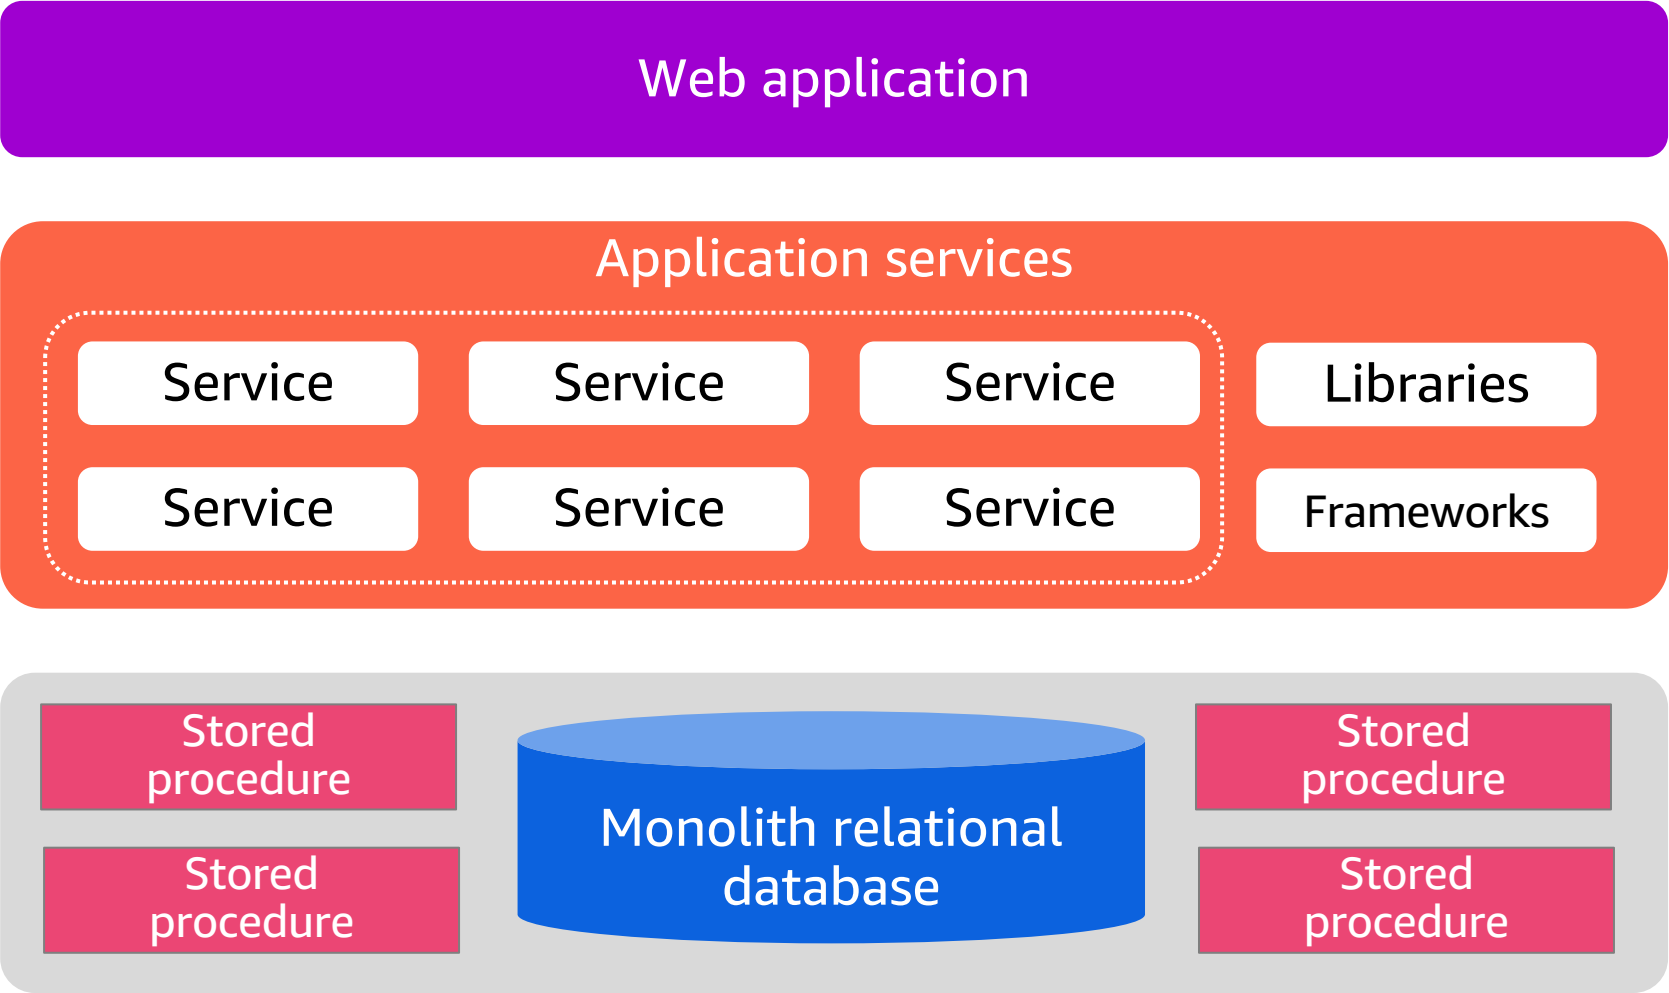 Web application
Application services
Service
Service
Service
Libraries
Service
Service
Service
Frameworks
Stored
procedure
Stored
procedure
Monolith relational
database
Stored
procedure
Stored
procedure